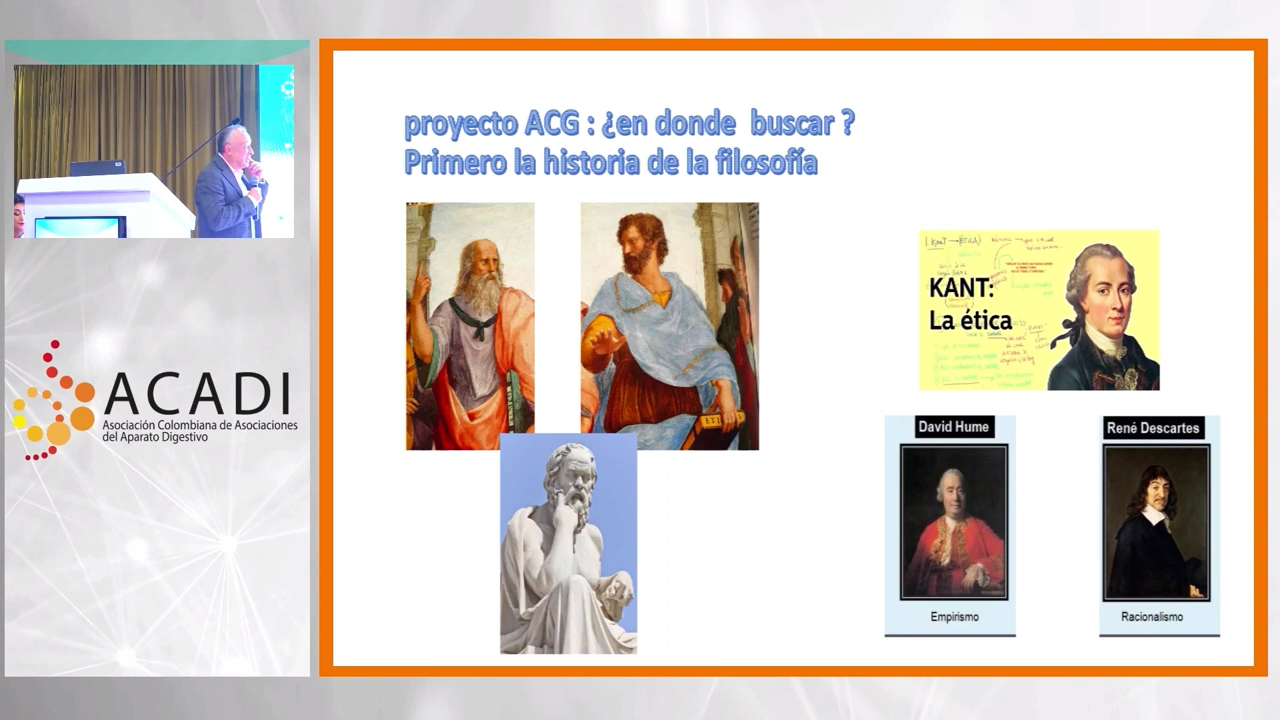 proyecto ACG : ¿en donde buscar ?
Primero la historia de la filosofía
KANT:
La ética
David Hume
Empirismo
René Descartes
Racionalismo
ACADI
Asociación Colombiana de Asociaciones
del Aparato Digestivo